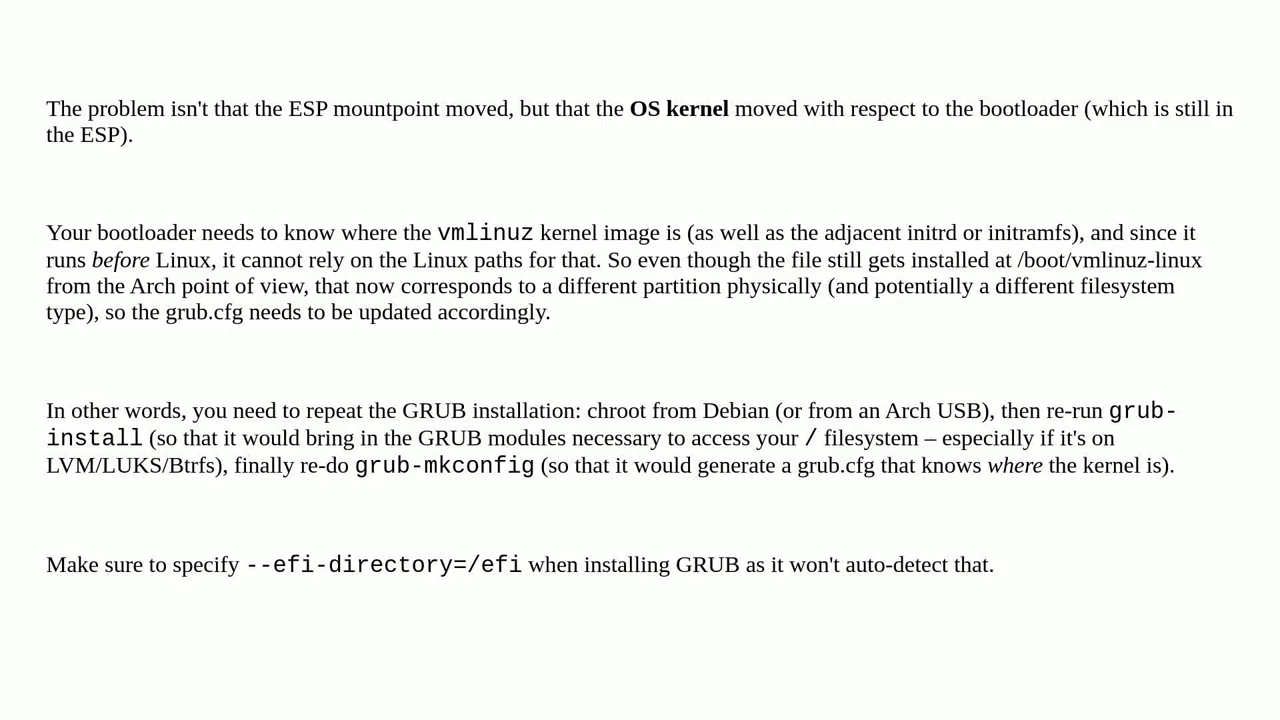 The problem isn't that the ESP mountpoint moved, but that the OS kernel moved with respect to the bootloader (which is still in
the ESP).
Your bootloader needs to know where the vmlinuz kernel image is (as well as the adjacent initrd or initramfs), and since it
runs before Linux, it cannot rely on the Linux paths for that. So even though the file still gets installed at /boot/vmlinuz-linux
from the Arch point of view, that now corresponds to a different partition physically (and potentially a different filesystem
type), so the grub.cfg needs to be updated accordingly.
In other words, you need to repeat the GRUB installation: chroot from Debian (or from an Arch USB), then re-run grub-
install (so that it would bring in the GRUB modules necessary to access your / filesystem – especially if it's on
LVM/LUKS/Btrfs), finally re-do grub-mkconfig (so that it would generate a grub.cfg that knows where the kernel is).
Make sure to specify --efi-directory=/efi when installing GRUB as it won't auto-detect that.